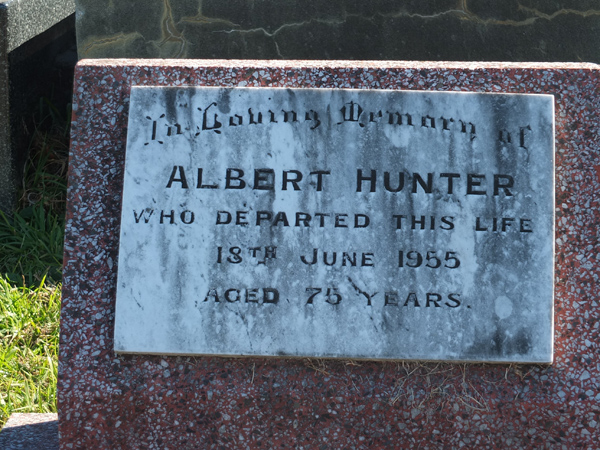 In Loving Memory of
ALBERT HUNTER
WHO DEPARTED THIS LIFE
18TH JUNE 1955
AGED 75 YEARS.